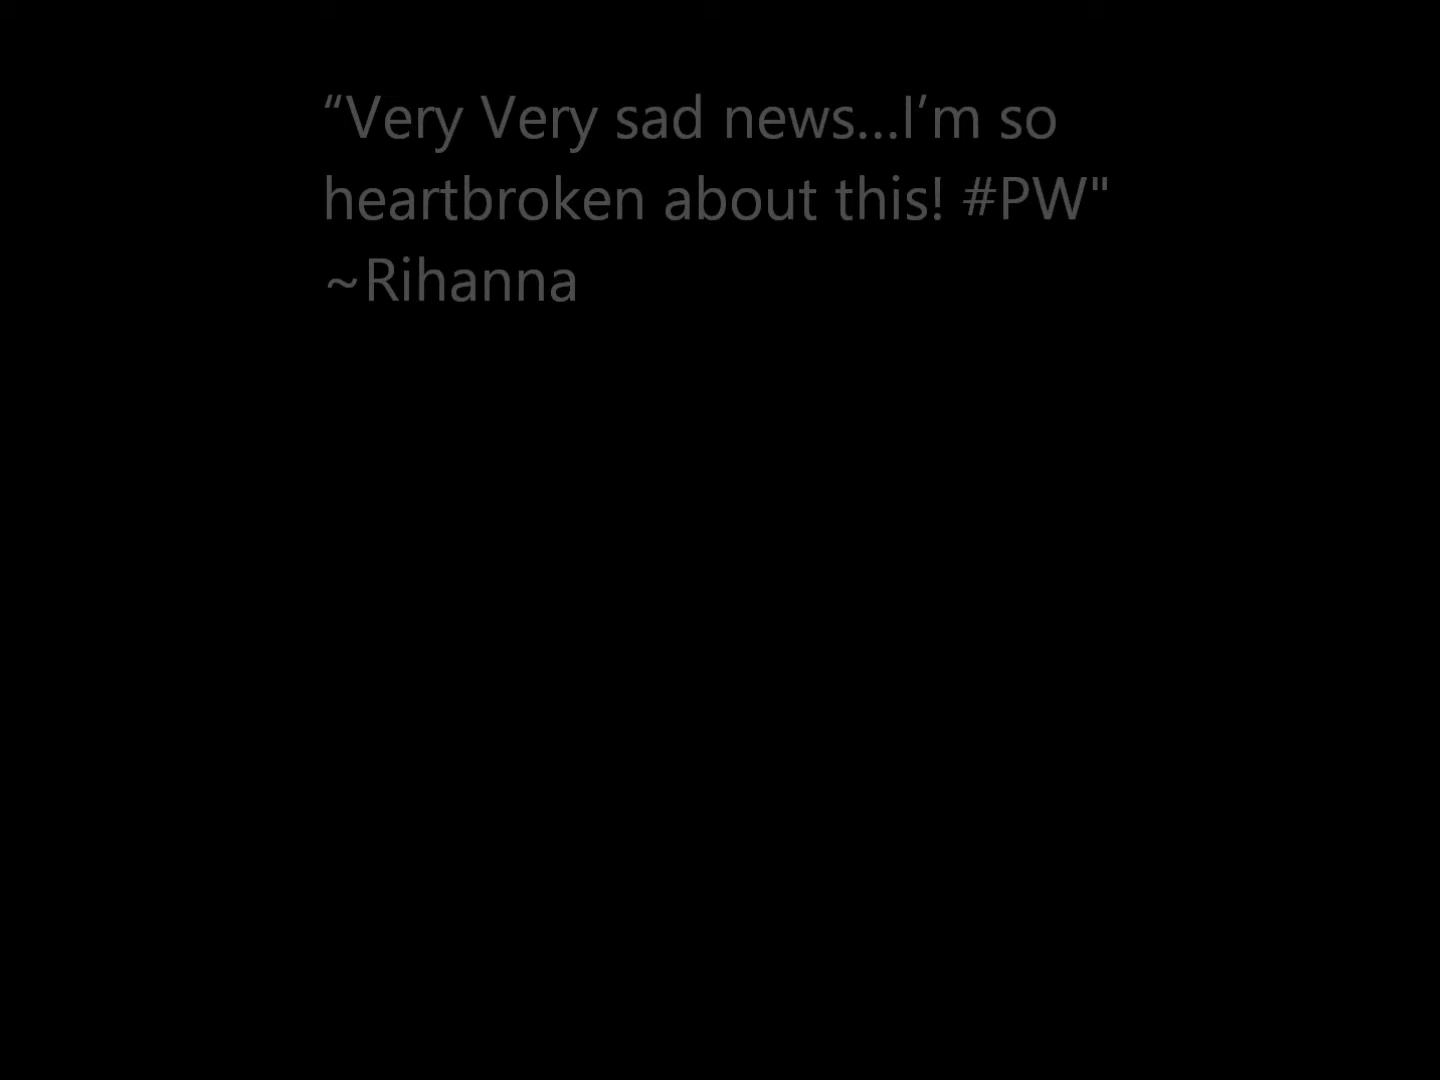 “Very Very sad news...I’m so
heartbroken about this! #PW"
~Rihanna